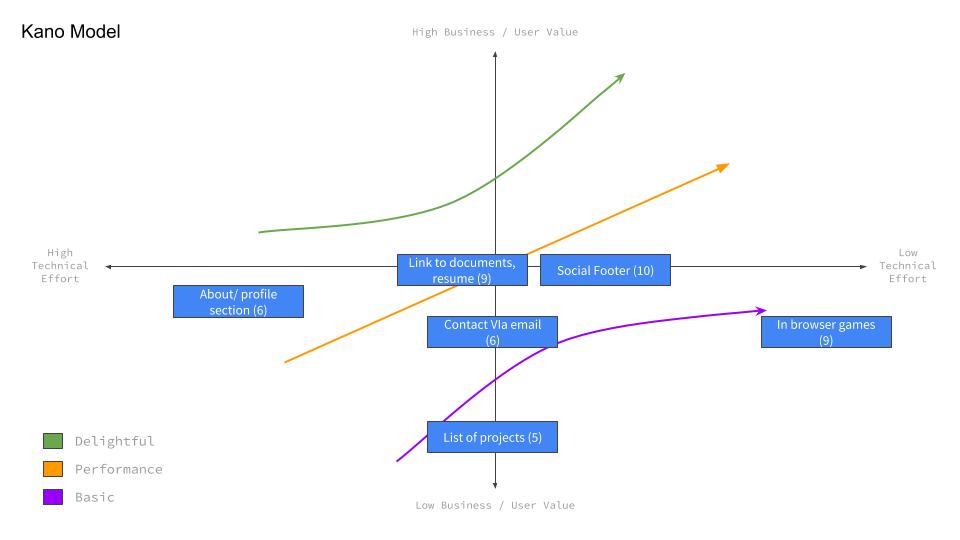 Kano Model
High Business / User Value
High
Technical
Effort
Low
Technical
Effort
Link to documents,
resume (9)
Social Footer (10)
About/ profile
section (6)
Contact VIa email
(6)
In browser games
(9)
List of projects (5)
Delightful
Performance
Basic
Low Business / User Value